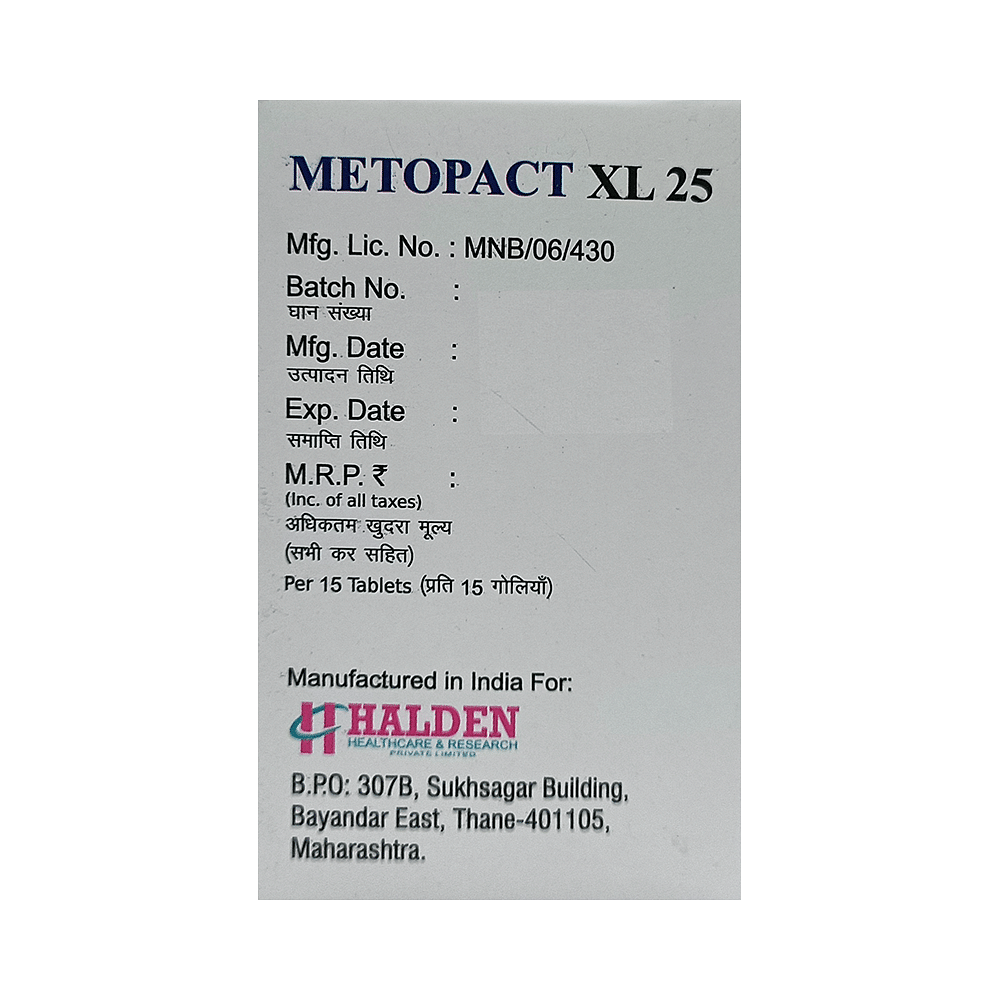 METOPACT XL 25
Mfg. Lic. No. : MNB/06/430
Batch No. :
घान संख्या
Mfg. Date :
उत्पादन तिथि
Exp. Date :
समाप्ति तिथि
M.R.P. ₹ :
(Inc. of all taxes)
अधिकतम खुदरा मूल्य
(सभी कर सहित)
Per 15 Tablets (प्रति 15 गोलियाँ)
Manufactured in India For:
HALDEN
HEALTHCARE & RESEARCH
PRIVATE LIMITED
B.P.O: 307B, Sukhsagar Building,
Bayandar East, Thane-401105,
Maharashtra.